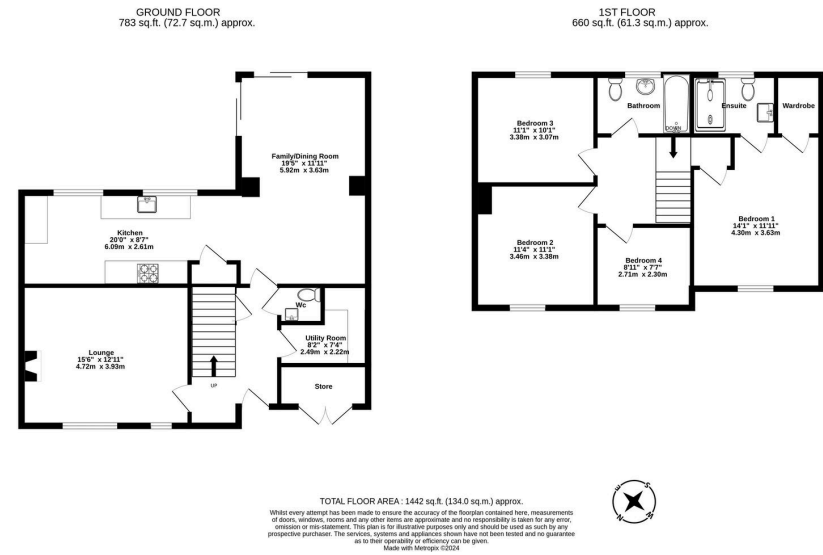 GROUND FLOOR
783 sq.ft. (72.7 sq.m.) approx.
1ST FLOOR
660 sq.ft. (61.3 sq.m.) approx.
Family/Dining Room
19'5" x 11'11"
5.92m x 3.63m
Kitchen
20'0" x 8'7"
6.09m x 2.61m
Wc
Utility Room
8'2" x 7'4"
2.49m x 2.22m
Lounge
15'6" x 12'11"
4.72m x 3.93m
UP
Store
Bedroom 3
11'1" x 10'1"
3.38m x 3.07m
Bathroom
DOWN
Ensuite
Wardrobe
Bedroom 2
11'4" x 11'1"
3.46m x 3.38m
Bedroom 4
8'11" x 7'7"
2.71m x 2.30m
Bedroom 1
14'1" x 11'11"
4.30m x 3.63m
TOTAL FLOOR AREA : 1442 sq.ft. (134.0 sq.m.) approx.
Whilst every attempt has been made to ensure the accuracy of the floorplan contained here, measurements
of doors, windows, rooms and any other items are approximate and no responsibility is taken for any error,
omission or mis-statement. This plan is for illustrative purposes only and should be used as such by any
prospective purchaser. The services, systems and appliances shown have not been tested and no guarantee
as to their operability or efficiency can be given.
Made with Metropix ©2024
E
S
N
W